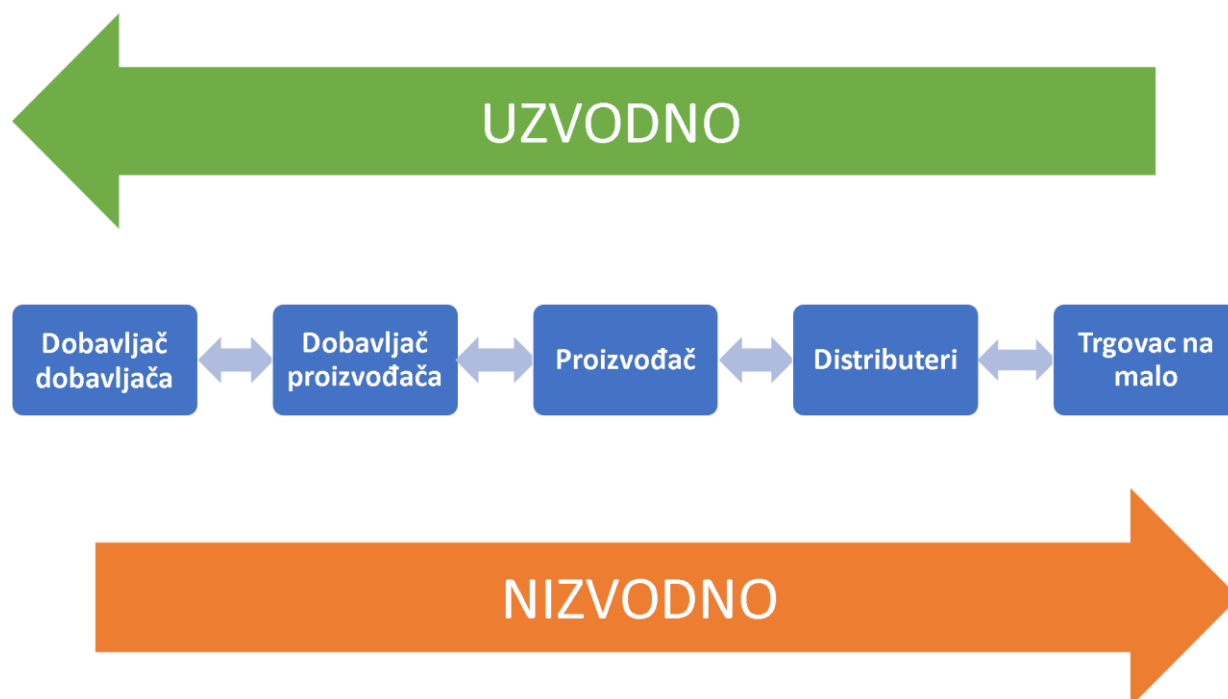 UZVODNO
Dobavljač
dobavljača
Dobavljač
proizvođača
Proizvođač
Distributeri
Trgovac na
malo
NIZVODNO